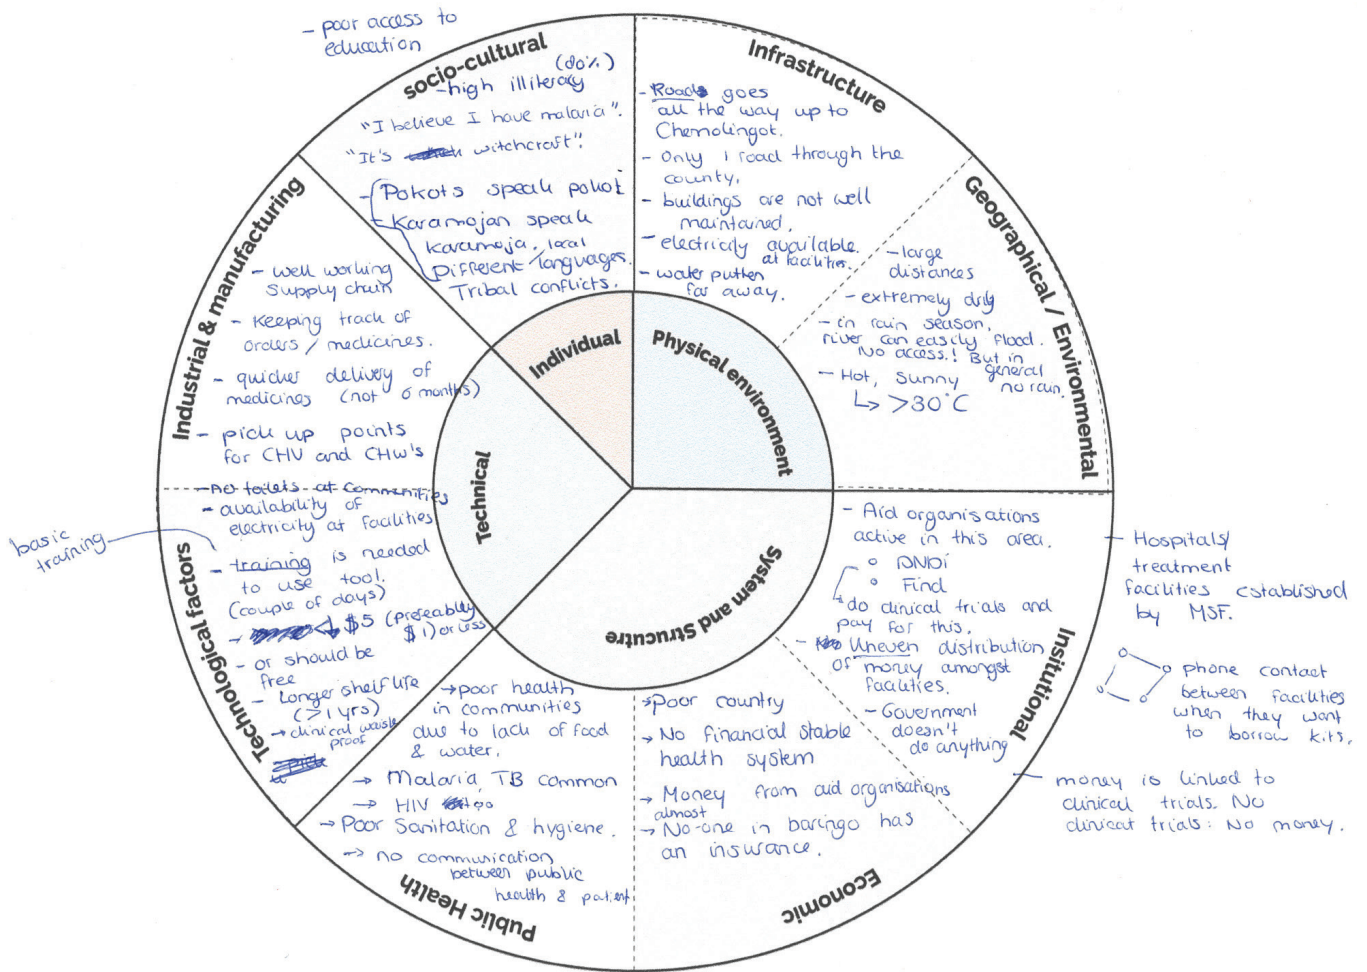 - poor access to
education
socio-cultural
(80%)
- high illiteracy
"I believe I have malaria".
"It's witchcraft".
- Pokots speak pokot
- Karamojan speak
Karamoja.
Different / local languages.
Tribal conflicts.
Infrastructure
- Road goes
all the way up to
Chemolingot.
- Only 1 road through the
county.
- buildings are not well
maintained.
- electricity available
at facilities.
- water putten
far away.
Geographical / Environmental
- large
distances
- extremely dry
- in rain season,
river can easily flood.
No access! But in
general
no rain.
- Hot, Sunny
↳ >30°C
Industrial & manufacturing
- well working
supply chain
- Keeping track of
orders / medicines.
- quicker delivery of
medicines (not 6 months)
- pick up points
for CHV and CHW's
Individual
Physical environment
Technical
System and Strucutre
Technological factors
- No toilets at communities
- availability of
electricity at facilities
basic
training
- training is needed
to use tool.
(couple of days)
→ $5 (preferably
$1) or less
- or should be
free
- Longer shelf life
(>1 yrs)
→ clinical waste
proof
Public Health
→ poor health
in communities
due to lack of food
& water.
→ Malaria, TB common
→ HIV too
→ Poor Sanitation & hygiene.
→ no communication
between public
health & patient
Economic
→ Poor country
→ No financial stable
health system
→ Money from aid organisations
almost
→ No-one in baringo has
an insurance.
Insitutional
- Aid organisations
active in this area.
DNDi
Find
→ do clinical trials and
pay for this.
- Uneven distribution
of money amongst
facilities.
- Government
doesn't
do anything
- Hospitals/
treatment
facilities established
by MSF.
phone contact
between facilities
when they want
to borrow kits.
→ money is linked to
clinical trials. No
clinical trials: No money.